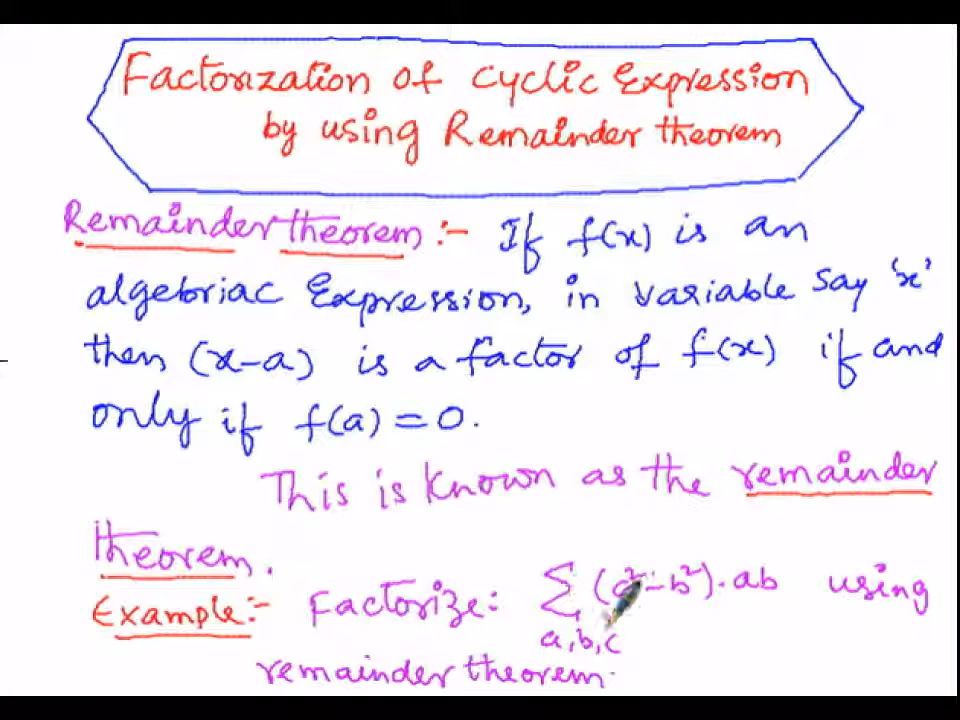 Factorization of Cyclic Expression
by using Remainder theorem
Remainder theorem :- If f(x) is an
algebriac Expression, in variable say 'x'
then (x-a) is a factor of f(x) if and
only if f(a) = 0.
This is known as the remainder
theorem.
Example:- Factorize: ∑ (a²-b²).ab using
a,b,c
remainder theorem.